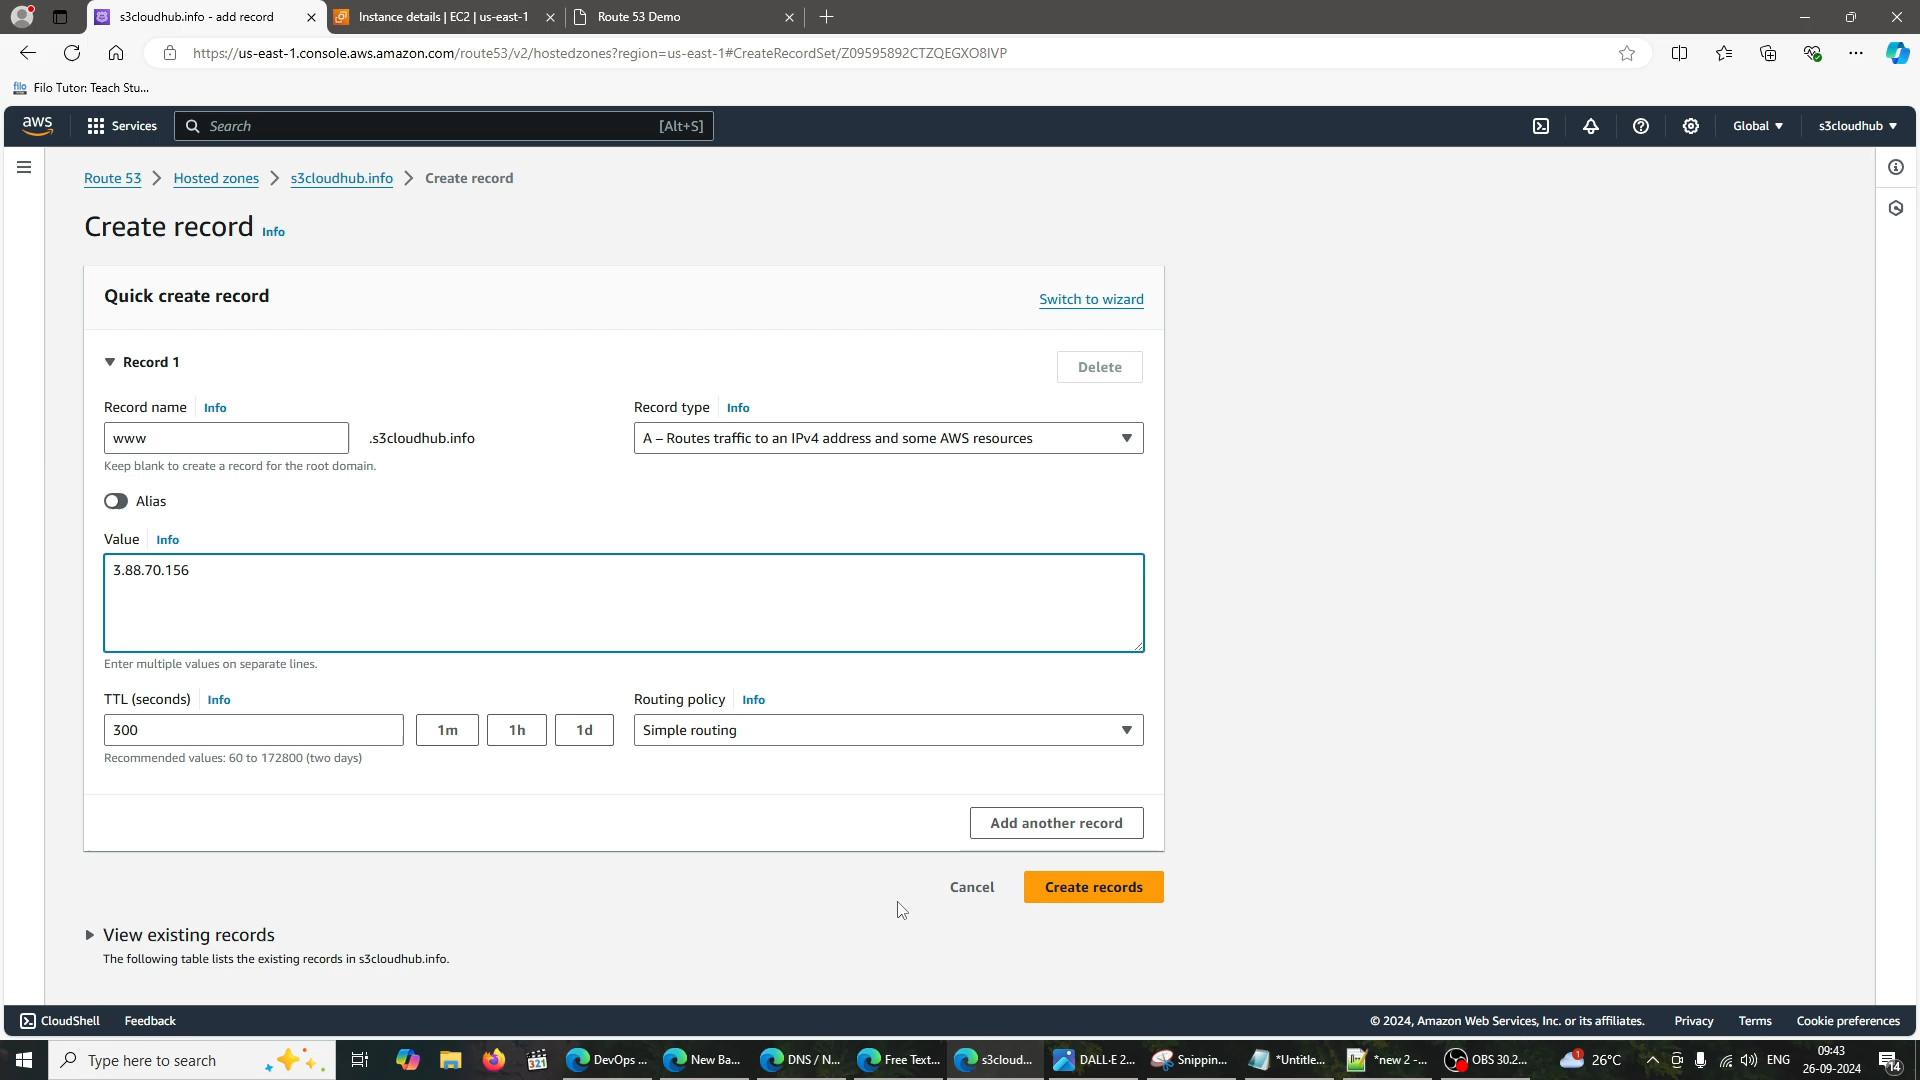 s3cloudhub.info - add record
Instance details | EC2 | us-east-1
Route 53 Demo
https://us-east-1.console.aws.amazon.com/route53/v2/hostedzones?region=us-east-1#CreateRecordSet/Z09595892CTZQEGXO8IVP
filo
Filo Tutor: Teach Stu...
aws
Services
Search
[Alt+S]
Global
s3cloudhub
Route 53
Hosted zones
s3cloudhub.info
Create record
Create record Info
Quick create record
Switch to wizard
Record 1
Delete
Record name Info
Record type Info
www
.s3cloudhub.info
A – Routes traffic to an IPv4 address and some AWS resources
Keep blank to create a record for the root domain.
Alias
Value Info
3.88.70.156
Enter multiple values on separate lines.
TTL (seconds) Info
Routing policy Info
300
1m
1h
1d
Simple routing
Recommended values: 60 to 172800 (two days)
Add another record
Cancel
Create records
View existing records
The following table lists the existing records in s3cloudhub.info.
CloudShell
Feedback
© 2024, Amazon Web Services, Inc. or its affiliates.
Privacy
Terms
Cookie preferences
Type here to search
321
DevOps ...
New Ba...
DNS / N...
Free Text...
s3cloud...
DALL·E 2...
Snippin...
*Untitle...
*new 2 -...
OBS 30.2...
1
26°C
ENG
09:43
26-09-2024
14